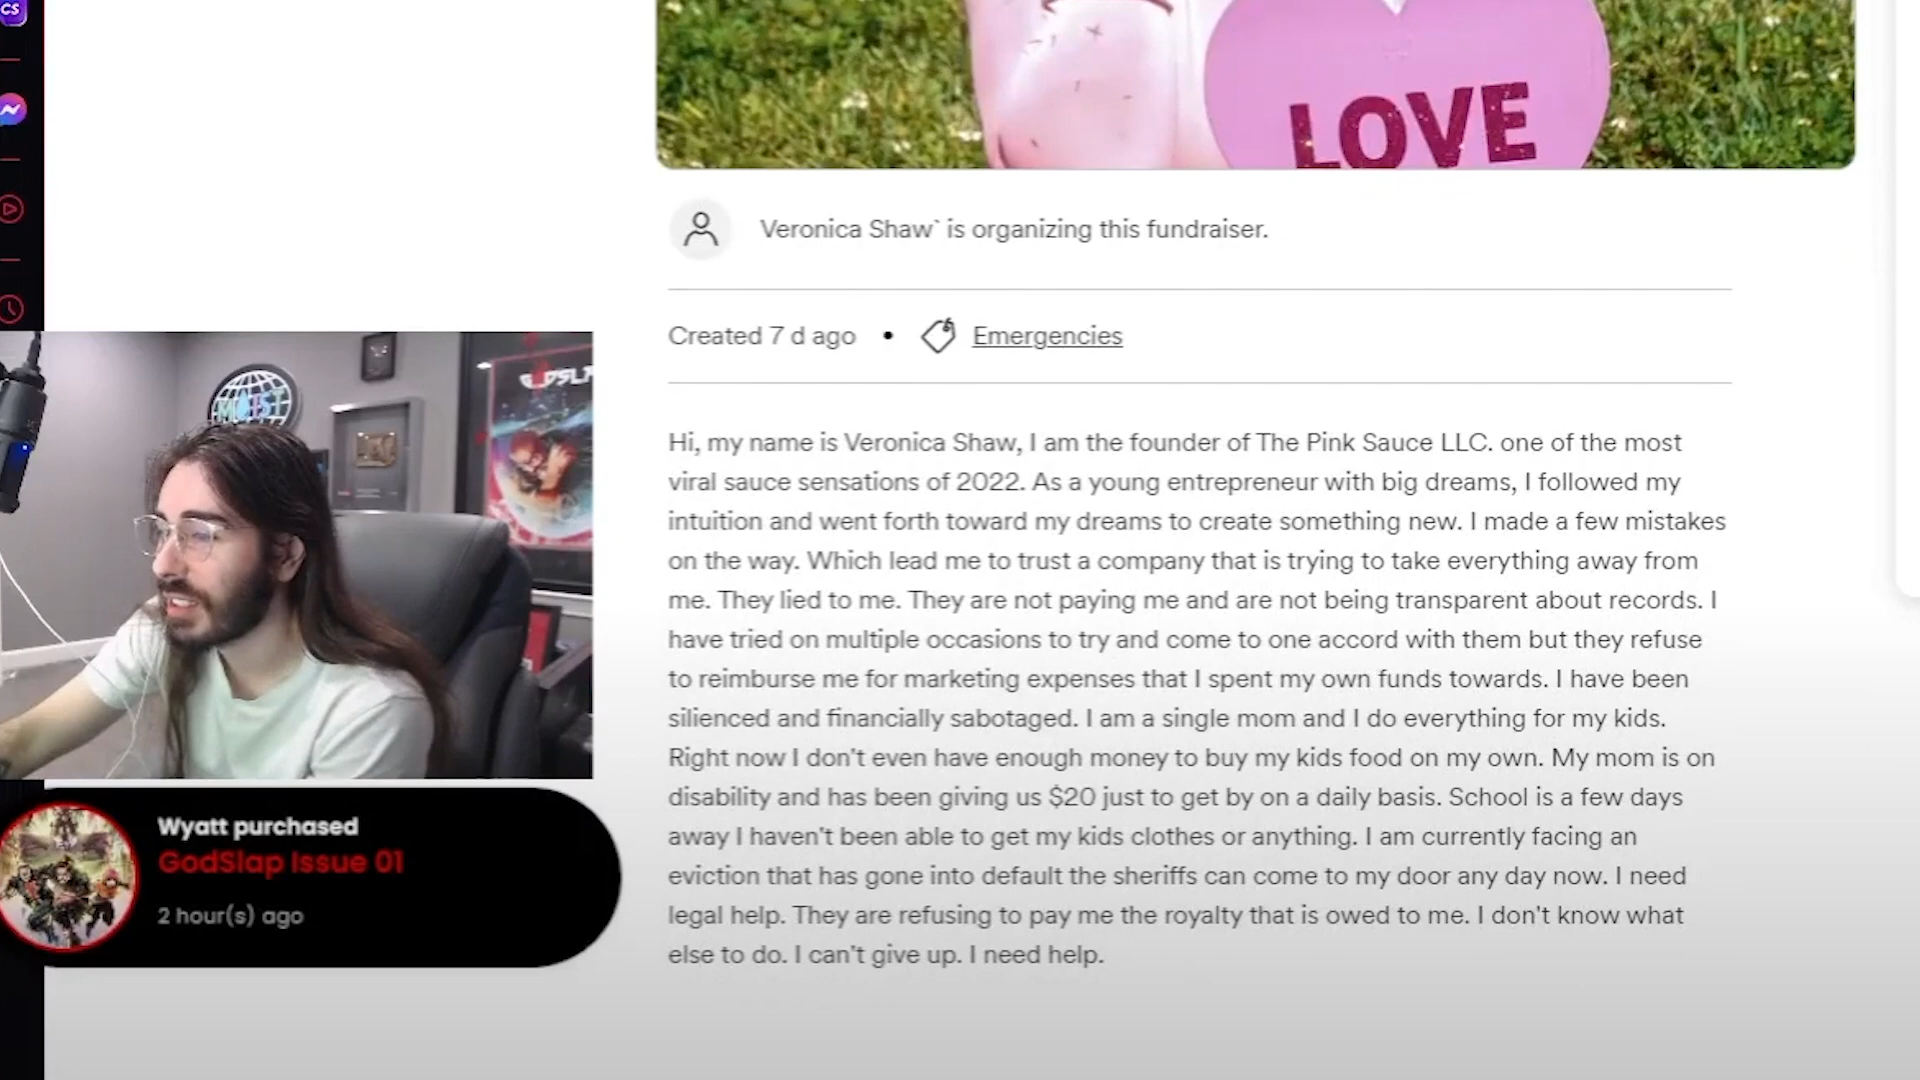 CS
LOVE
Veronica Shaw` is organizing this fundraiser.
Created 7 d ago • Emergencies
MOIST
Hi, my name is Veronica Shaw, I am the founder of The Pink Sauce LLC. one of the most
viral sauce sensations of 2022. As a young entrepreneur with big dreams, I followed my
intuition and went forth toward my dreams to create something new. I made a few mistakes
on the way. Which lead me to trust a company that is trying to take everything away from
me. They lied to me. They are not paying me and are not being transparent about records. I
have tried on multiple occasions to try and come to one accord with them but they refuse
to reimburse me for marketing expenses that I spent my own funds towards. I have been
silienced and financially sabotaged. I am a single mom and I do everything for my kids.
Right now I don't even have enough money to buy my kids food on my own. My mom is on
disability and has been giving us $20 just to get by on a daily basis. School is a few days
away I haven't been able to get my kids clothes or anything. I am currently facing an
eviction that has gone into default the sheriffs can come to my door any day now. I need
legal help. They are refusing to pay me the royalty that is owed to me. I don't know what
else to do. I can't give up. I need help.
Wyatt purchased
GodSlap Issue 01
2 hour(s) ago